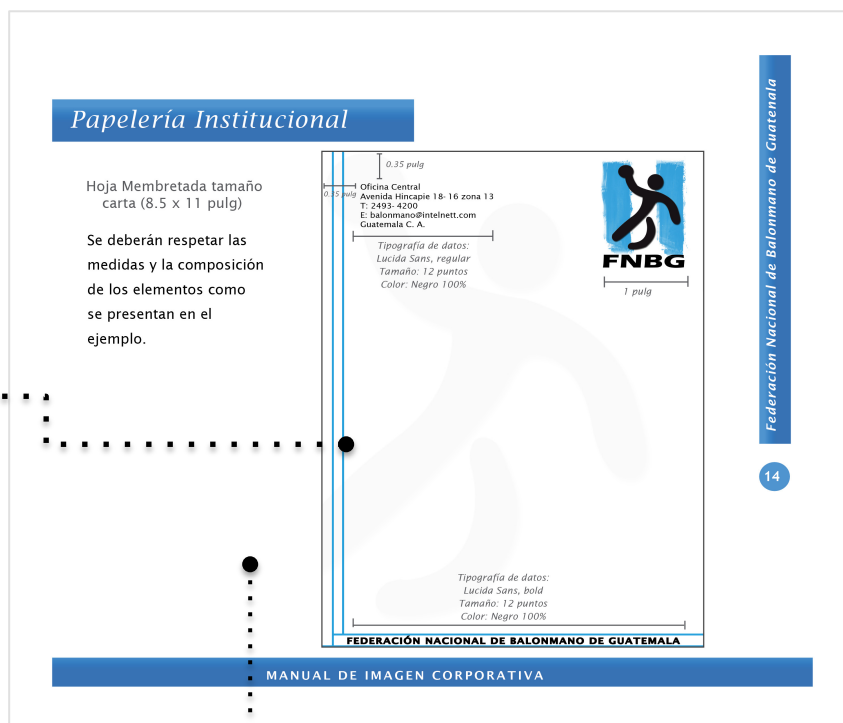 Papelería Institucional
Hoja Membretada tamaño
carta (8.5 x 11 pulg)
Se deberán respetar las
medidas y la composición
de los elementos como
se presentan en el
ejemplo.
0.35 pulg
0.35 pulg
Oficina Central
Avenida Hincapie 18- 16 zona 13
T: 2493- 4200
E: balonmano@intelnett.com
Guatemala C. A.
Tipografía de datos:
Lucida Sans, regular
Tamaño: 12 puntos
Color: Negro 100%
FNBG
1 pulg
Tipografía de datos:
Lucida Sans, bold
Tamaño: 12 puntos
Color: Negro 100%
FEDERACIÓN NACIONAL DE BALONMANO DE GUATEMALA
Federación Nacional de Balonmano de Guatenala
14
MANUAL DE IMAGEN CORPORATIVA